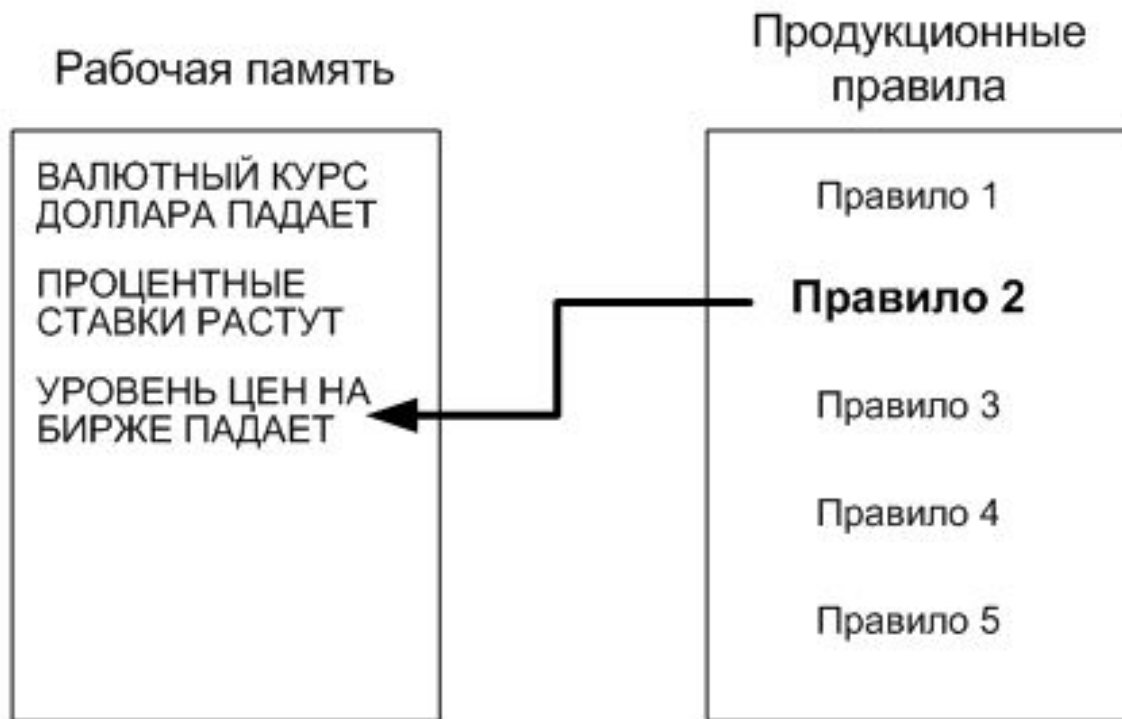 Рабочая память
ВАЛЮТНЫЙ КУРС
ДОЛЛАРА ПАДАЕТ
ПРОЦЕНТНЫЕ
СТАВКИ РАСТУТ
УРОВЕНЬ ЦЕН НА
БИРЖЕ ПАДАЕТ
Продукционные
правила
Правило 1
Правило 2
Правило 3
Правило 4
Правило 5